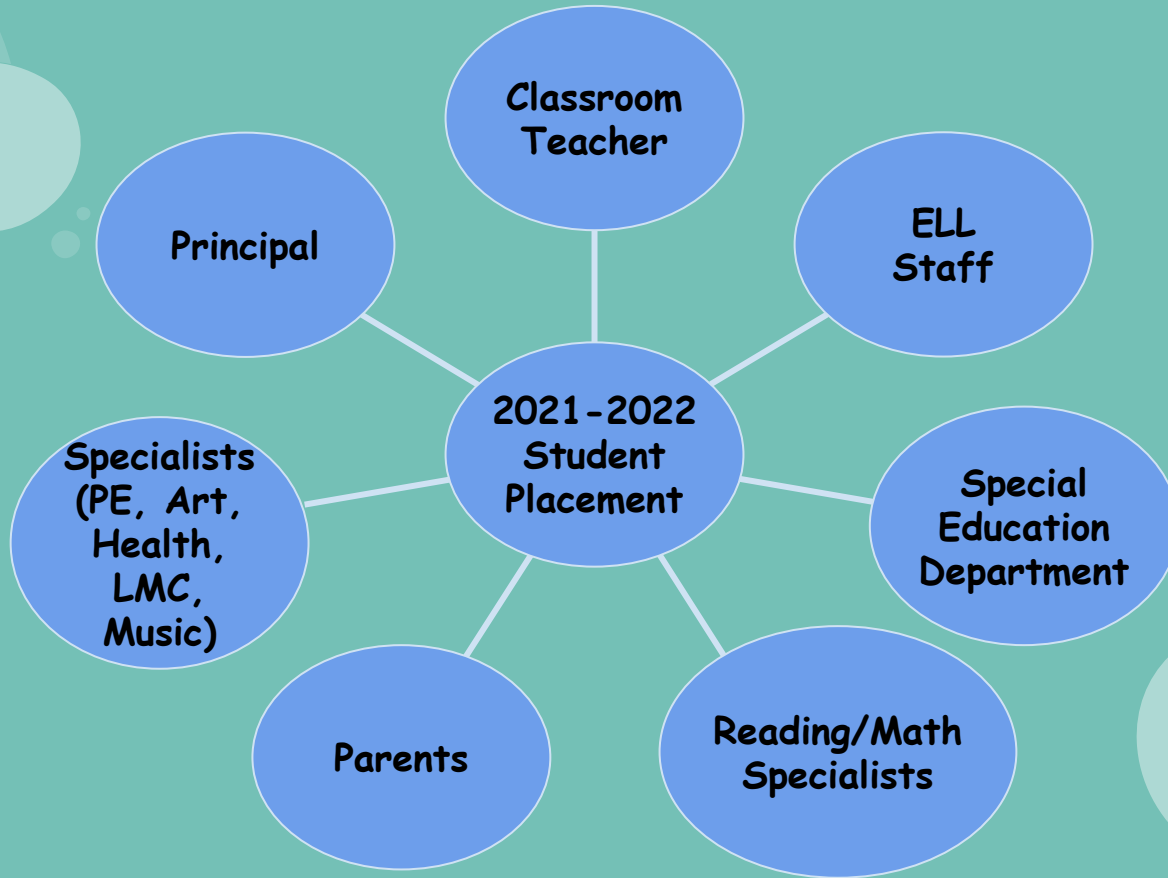 Classroom
Teacher
Principal
ELL
Staff
2021-2022
Student
Placement
Specialists
(PE, Art,
Health,
LMC,
Music)
Special
Education
Department
Parents
Reading/Math
Specialists